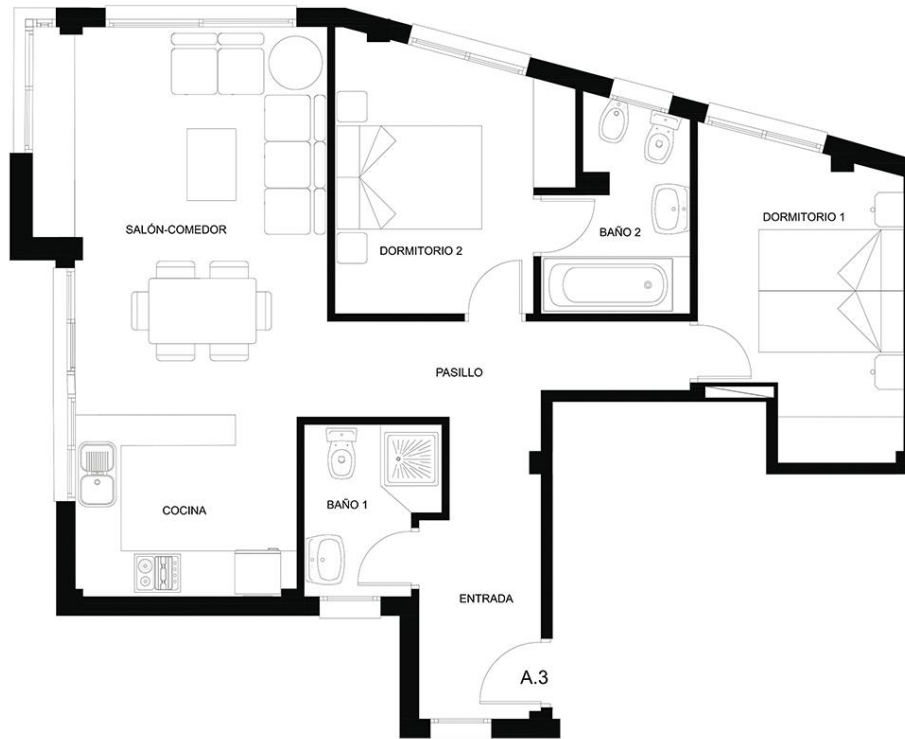 SALÓN-COMEDOR
DORMITORIO 2
BAÑO 2
DORMITORIO 1
PASILLO
BAÑO 1
COCINA
ENTRADA
A.3